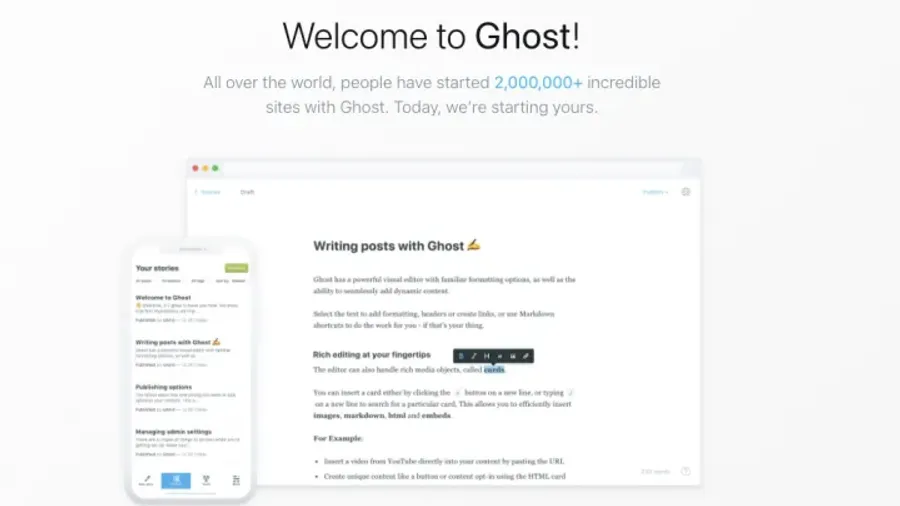 Welcome to Ghost!
All over the world, people have started 2,000,000+ incredible
sites with Ghost. Today, we're starting yours.
Stories
Draft
Writing posts with Ghost ✍️
Ghost has a powerful visual editor with familiar formatting options, as well as the
ability to seamlessly add dynamic content.
Select the text to add formatting, headers or create links, or use Markdown
shortcuts to do the work for you - if that's your thing.
Rich editing at your fingertips
The editor can also handle rich media objects, called cards.
You can insert a card either by clicking the + button on a new line, or typing /
on a new line to search for a particular card. This allows you to efficiently insert
images, markdown, html and embeds.
For Example:
Insert a video from YouTube directly into your content by pasting the URL
Create unique content like a button or content opt-in using the HTML card
words
Your stories
Welcome to Ghost
Writing posts with Ghost ✍️
Publishing options
Managing admin settings